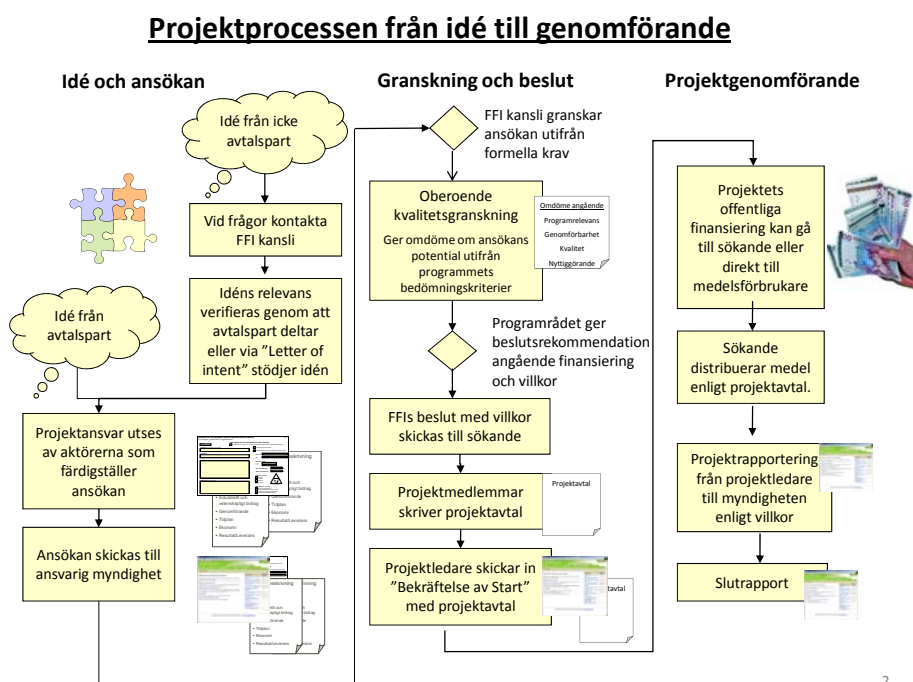 Projektprocessen från idé till genomförande
Idé och ansökan
Idé från icke
avtalspart
Vid frågor kontakta
FFI kansli
Idéns relevans
verifieras genom att
avtalspart deltar
eller via ”Letter of
intent” stödjer idén
Idé från
avtalspart
Projektansvar utses
av aktörerna som
färdigställer
ansökan
Ansökan skickas till
ansvarig myndighet
vetenskapligt bidrag
• Genomförande
• Tidplan
• Ekonomi
• Resultat/Leverans
• Tidplan
• Ekonomi
• Resultat/Leverans
• Tidplan
• Ekonomi
• Resultat/Leverans
Granskning och beslut
FFI kansli granskar
ansökan utifrån
formella krav
Oberoende
kvalitetsgranskning
Ger omdöme om ansökans
potential utifrån
programmets
bedömningskriterier
Omdöme angående
Programrelevans
Genomförbarhet
Kvalitet
Nyttiggörande
Programrådet ger
beslutsrekommendation
angående finansiering
och villkor
FFIs beslut med villkor
skickas till sökande
Projektmedlemmar
skriver projektavtal
Projektavtal
Projektledare skickar in
”Bekräftelse av Start”
med projektavtal
tavtal
Projektgenomförande
Projektets
offentliga
finansiering kan gå
till sökande eller
direkt till
medelsförbrukare
Sökande
distribuerar medel
enligt projektavtal.
Projektrapportering
från projektledare
till myndigheten
enligt villkor
Slutrapport
2